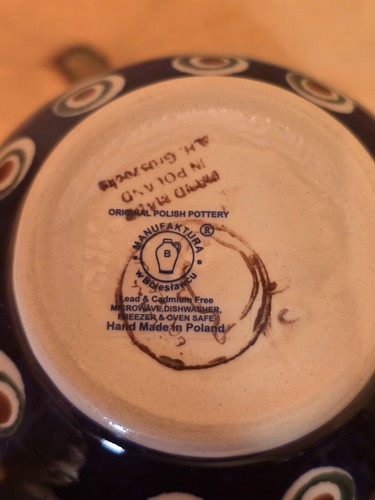 HAND MADE
IN POLAND
ORIGINAL POLISH POTTERY
MANUFAKTURA ®
B
w Bolesławcu
Lead & Cadmium Free
MICROWAVE, DISHWASHER,
FREEZER & OVEN SAFE
Hand Made in Poland